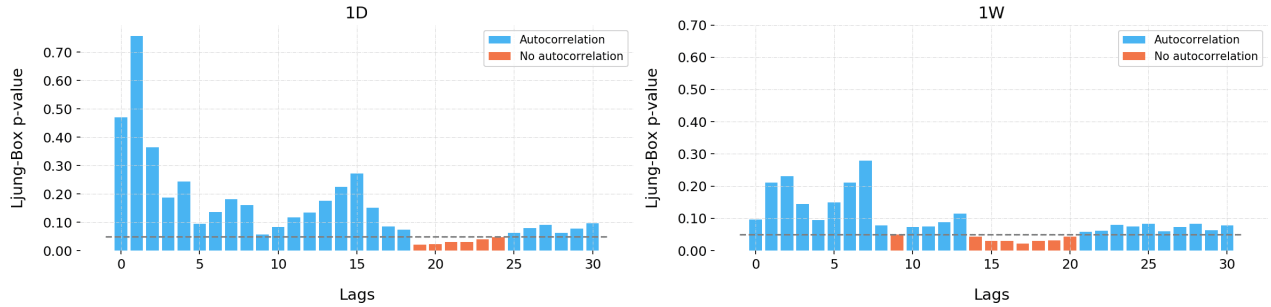 1D
Ljung-Box p-value
0.70
0.60
0.50
0.40
0.30
0.20
0.10
0.00
Autocorrelation
No autocorrelation
0 5 10 15 20 25 30
Lags
1W
Ljung-Box p-value
0.70
0.60
0.50
0.40
0.30
0.20
0.10
0.00
Autocorrelation
No autocorrelation
0 5 10 15 20 25 30
Lags